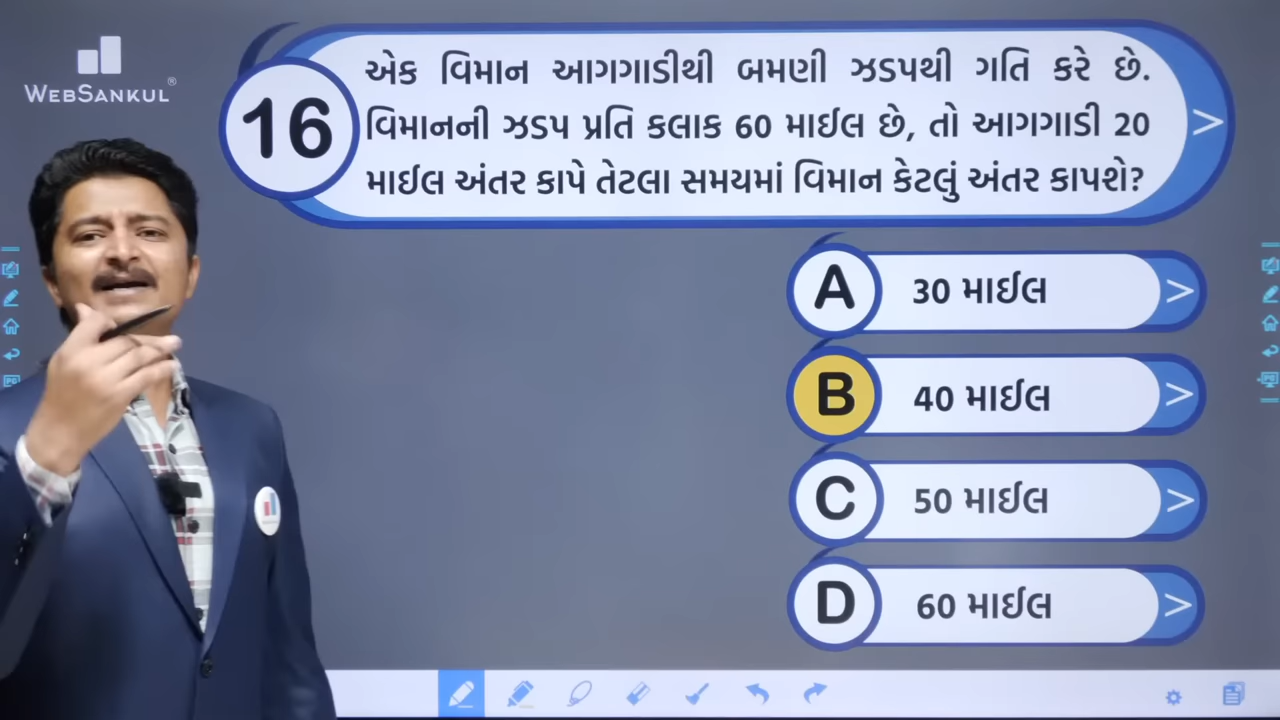 WEBSANKUL®
16
એક વિમાન આગગાડીથી બમણી ઝડપથી ગતિ કરે છે.
વિમાનની ઝડપ પ્રતિ કલાક 60 માઈલ છે, તો આગગાડી 20
માઈલ અંતર કાપે તેટલા સમયમાં વિમાન કેટલું અંતર કાપશે?
A 30 માઈલ
B 40 માઈલ
C 50 માઈલ
D 60 માઈલ